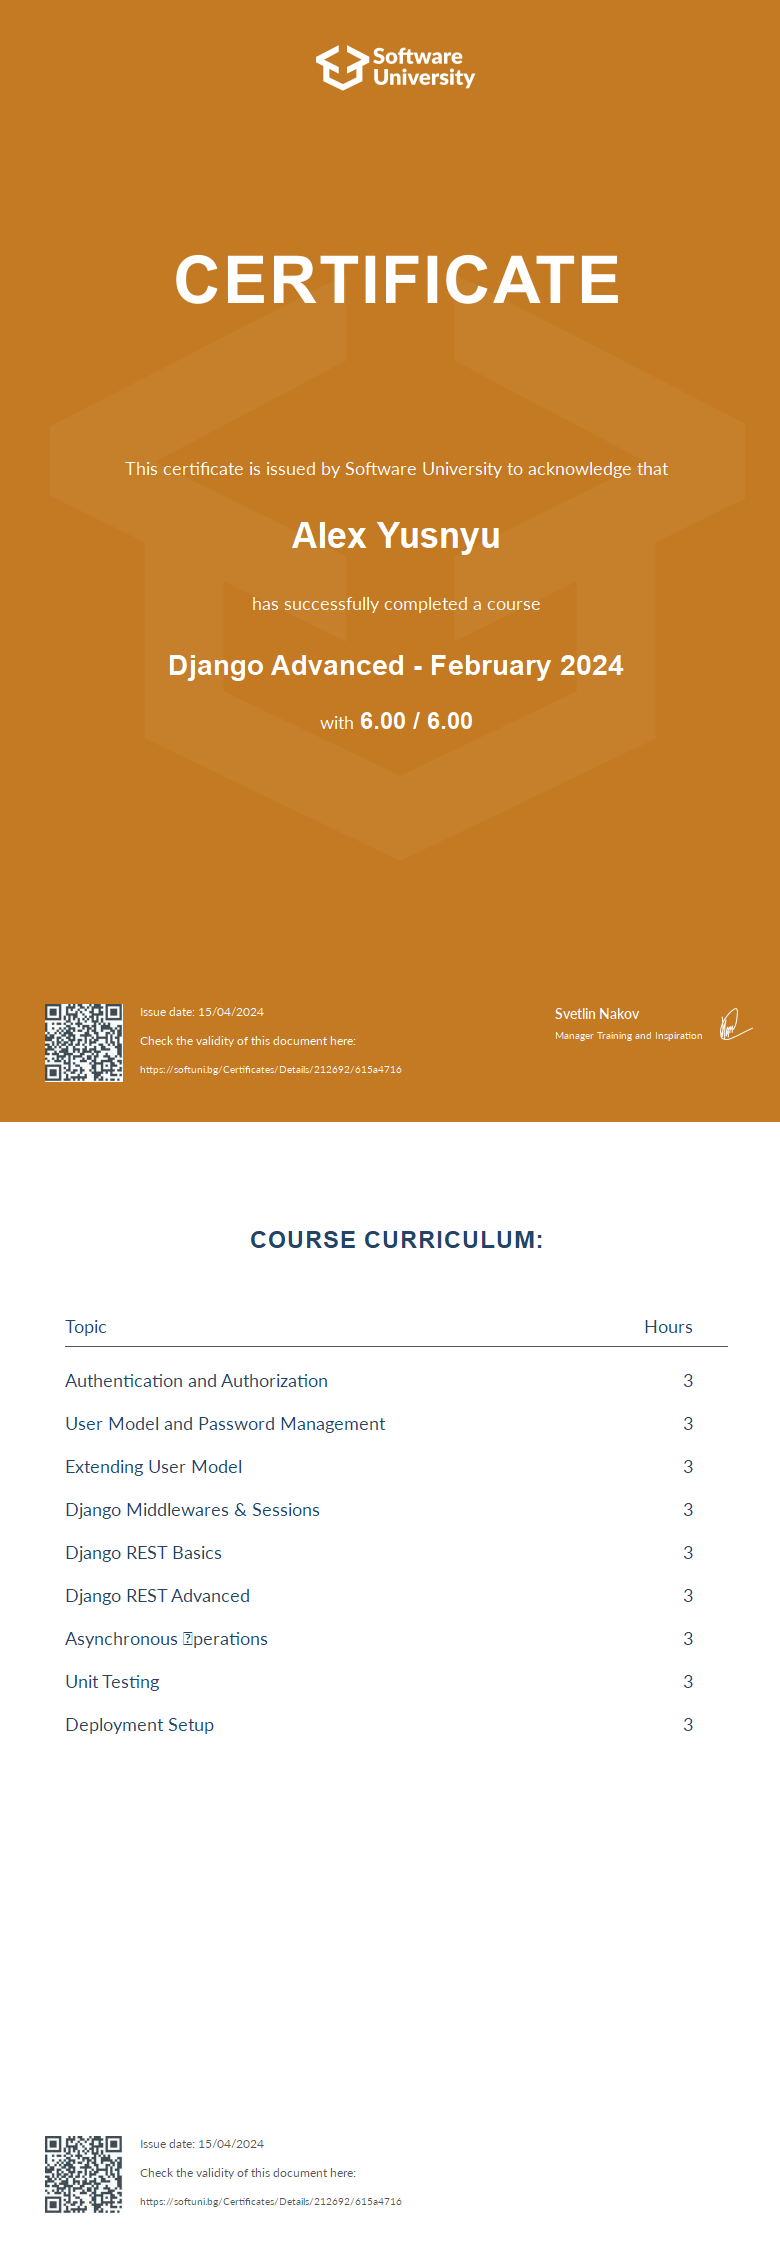 Software
University
CERTIFICATE
This certificate is issued by Software University to acknowledge that
Alex Yusnyu
has successfully completed a course
Django Advanced - February 2024
with 6.00 / 6.00
Issue date: 15/04/2024
Check the validity of this document here:
https://softuni.bg/Certificates/Details/212692/615a4716
Svetlin Nakov
Manager Training and Inspiration
COURSE CURRICULUM:
Topic Hours
Authentication and Authorization 3
User Model and Password Management 3
Extending User Model 3
Django Middlewares & Sessions 3
Django REST Basics 3
Django REST Advanced 3
Asynchronous ⍰perations 3
Unit Testing 3
Deployment Setup 3
Issue date: 15/04/2024
Check the validity of this document here:
https://softuni.bg/Certificates/Details/212692/615a4716